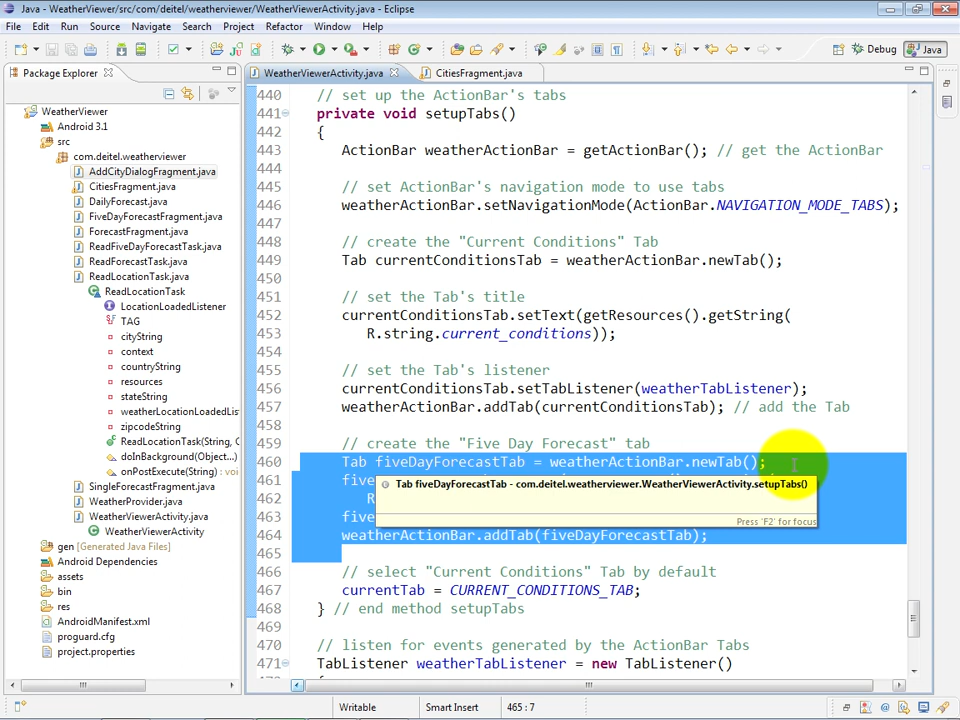 Java - WeatherViewer/src/com/deitel/weatherviewer/WeatherViewerActivity.java - Eclipse
File Edit Run Source Navigate Search Project Refactor Window Help
Debug Java
Package Explorer
WeatherViewerActivity.java CitiesFragment.java
WeatherViewer
Android 3.1
src
com.deitel.weatherviewer
AddCityDialogFragment.java
CitiesFragment.java
DailyForecast.java
FiveDayForecastFragment.java
ForecastFragment.java
ReadFiveDayForecastTask.java
ReadForecastTask.java
ReadLocationTask.java
ReadLocationTask
LocationLoadedListener
TAG
cityString
context
countryString
resources
stateString
weatherLocationLoadedLis
zipcodeString
ReadLocationTask(String, C
doInBackground(Object...)
onPostExecute(String) : voi
SingleForecastFragment.java
WeatherProvider.java
WeatherViewerActivity.java
WeatherViewerActivity
gen [Generated Java Files]
Android Dependencies
assets
bin
res
AndroidManifest.xml
proguard.cfg
project.properties
440 // set up the ActionBar's tabs
441 private void setupTabs()
442 {
443 ActionBar weatherActionBar = getActionBar(); // get the ActionBar
444
445 // set ActionBar's navigation mode to use tabs
446 weatherActionBar.setNavigationMode(ActionBar.NAVIGATION_MODE_TABS);
447
448 // create the "Current Conditions" Tab
449 Tab currentConditionsTab = weatherActionBar.newTab();
450
451 // set the Tab's title
452 currentConditionsTab.setText(getResources().getString(
453 R.string.current_conditions));
454
455 // set the Tab's listener
456 currentConditionsTab.setTabListener(weatherTabListener);
457 weatherActionBar.addTab(currentConditionsTab); // add the Tab
458
459 // create the "Five Day Forecast" tab
460 Tab fiveDayForecastTab = weatherActionBar.newTab();
461 five
Tab fiveDayForecastTab - com.deitel.weatherviewer.WeatherViewerActivity.setupTabs()
462 R
463 five
Press 'F2' for focus
464 weatherActionBar.addTab(fiveDayForecastTab);
465
466 // select "Current Conditions" Tab by default
467 currentTab = CURRENT_CONDITIONS_TAB;
468 } // end method setupTabs
469
470 // listen for events generated by the ActionBar Tabs
471 TabListener weatherTabListener = new TabListener()
Writable Smart Insert 465 : 7